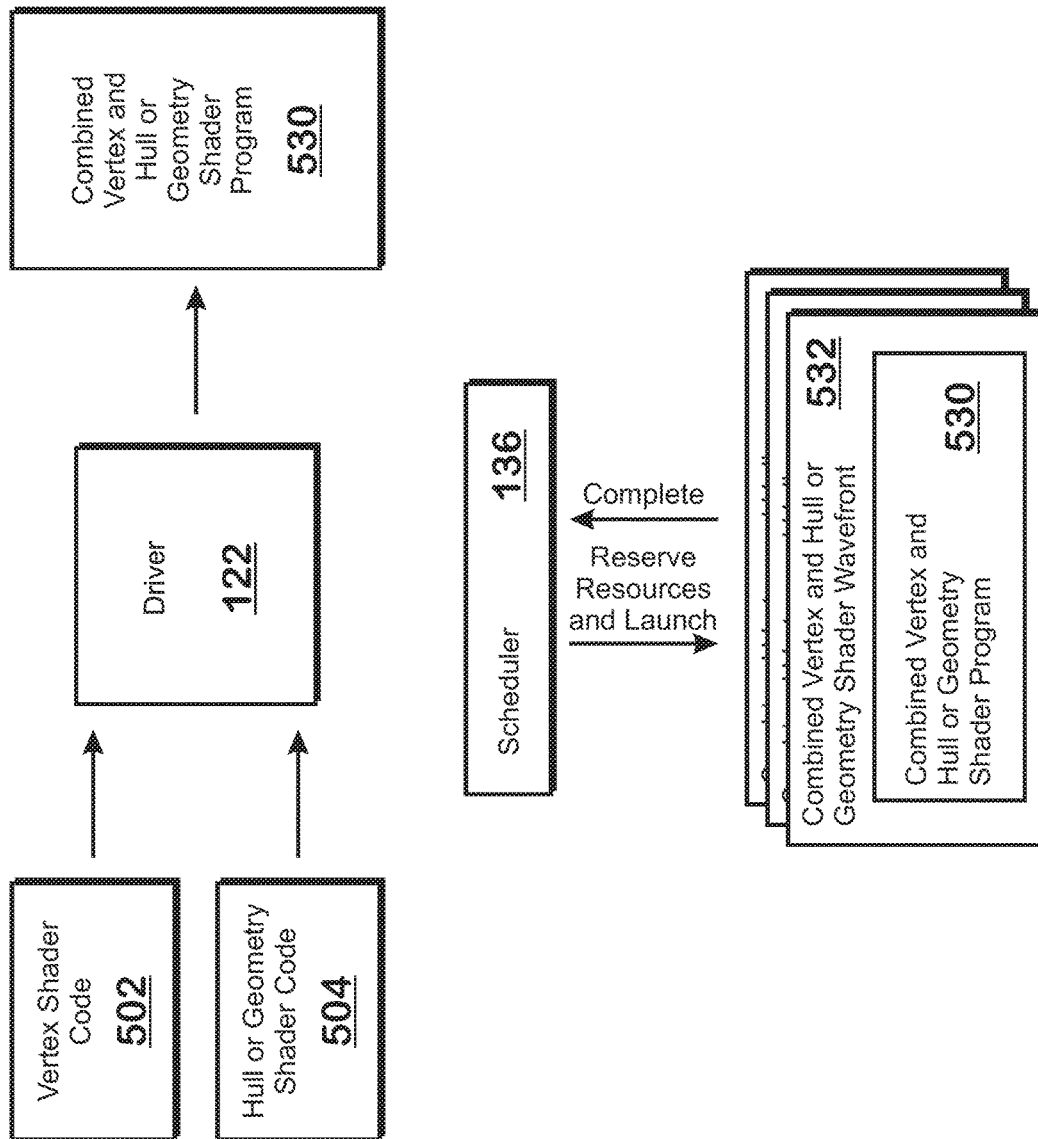 Vertex Shader
Code
502
Hull or Geometry
Shader Code
504
Driver
122
Combined
Vertex and
Hull or
Geometry
Shader
Program
530
Scheduler
136
Reserve
Resources
and Launch
Complete
Combined Vertex and Hull or
Geometry Shader Wavefront
532
Combined Vertex and
Hull or Geometry
Shader Program
530